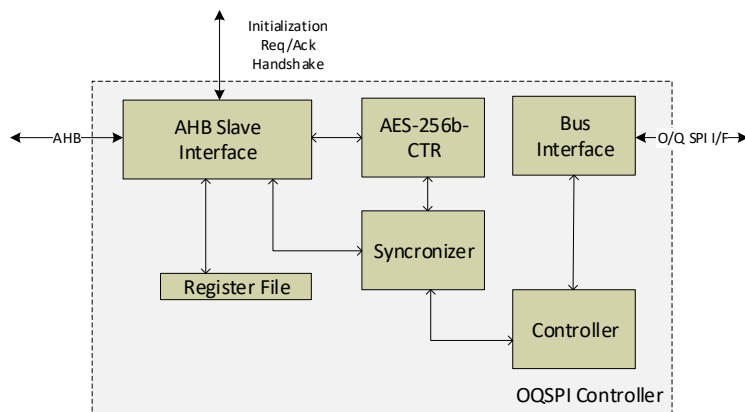 Initialization
Req/Ack
Handshake
AHB
AHB Slave
Interface
AES-256b-
CTR
Bus
Interface
O/Q SPI I/F
Syncronizer
Register File
Controller
OQSPI Controller